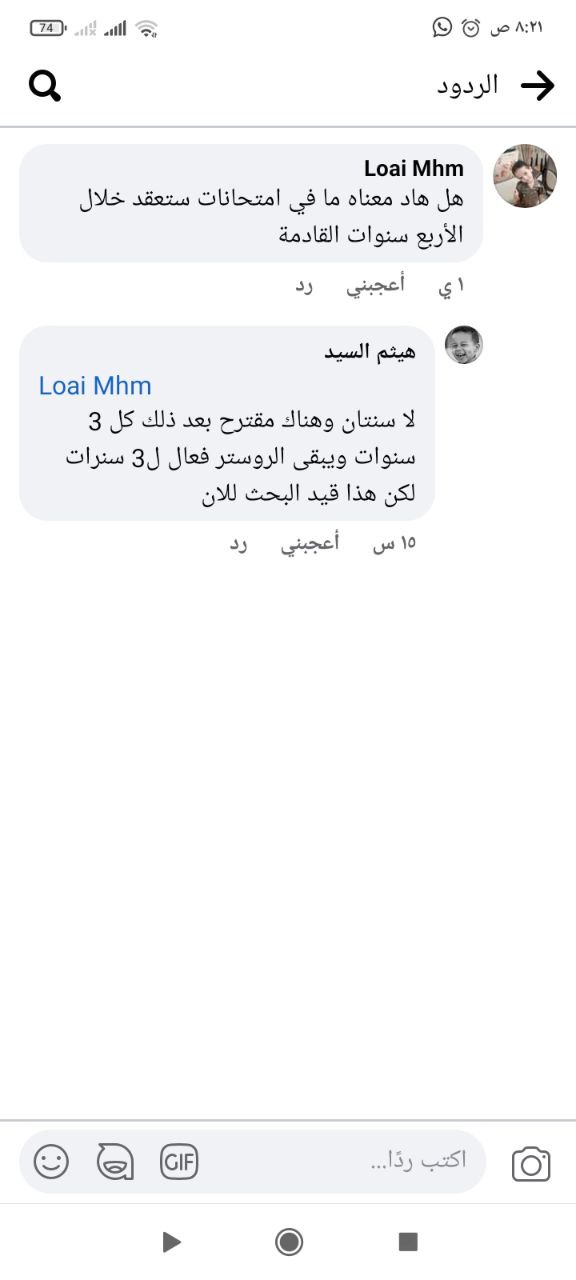 74
٨:٢١ ص
الردود
Loai Mhm
هل هاد معناه ما في امتحانات ستعقد خلال
الأربع سنوات القادمة
١ ي أعجبني رد
هيثم السيد
Loai Mhm
لا سنتان وهناك مقترح بعد ذلك كل 3
سنوات ويبقى الروستر فعال ل3 سنرات
لكن هذا قيد البحث للان
١٥ س أعجبني رد
اكتب ردًا...
GIF